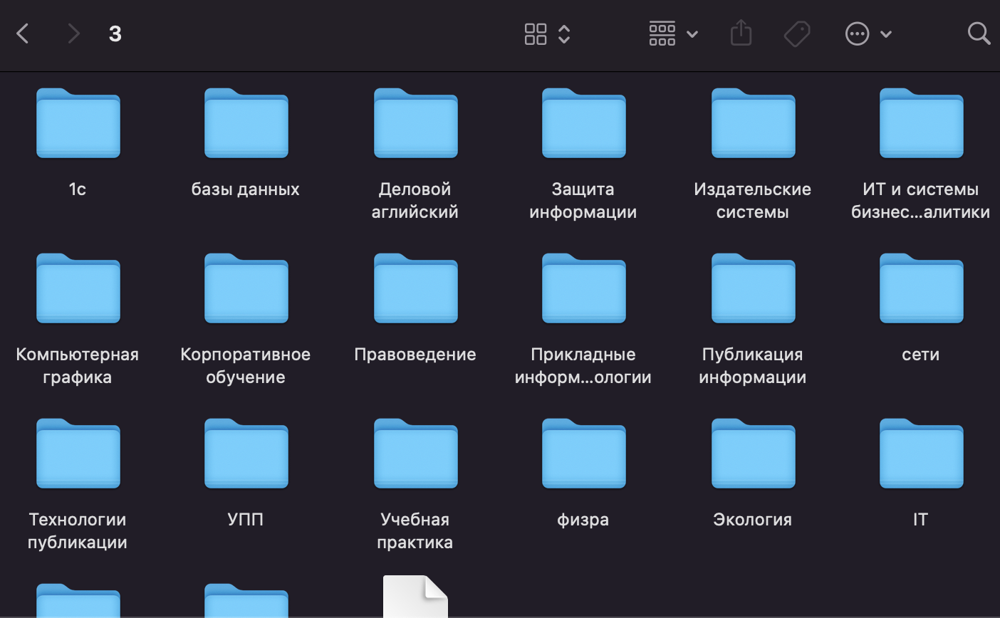 3
1с
базы данных
Деловой
аглийский
Защита
информации
Издательские
системы
ИТ и системы
бизнес...алитики
Компьютерная
графика
Корпоративное
обучение
Правоведение
Прикладные
информ...ологии
Публикация
информации
сети
Технологии
публикации
УПП
Учебная
практика
физра
Экология
IT